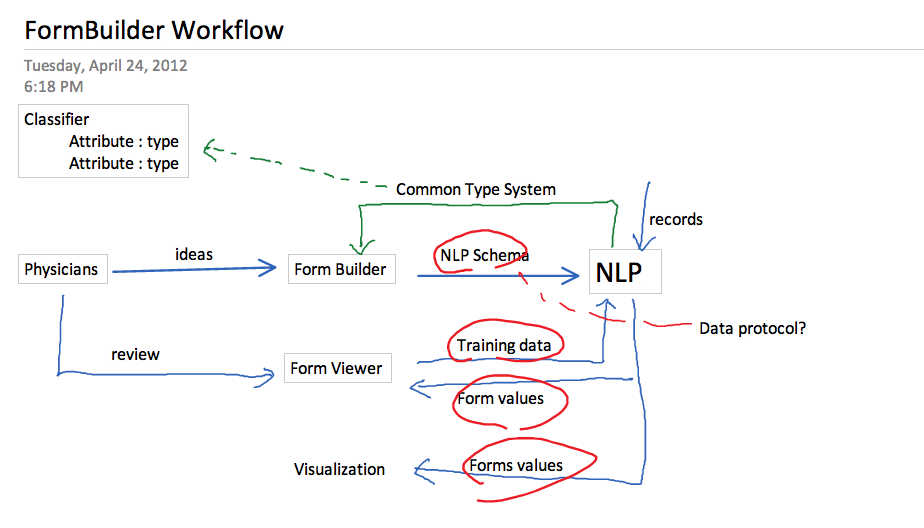 FormBuilder Workflow
Tuesday, April 24, 2012
6:18 PM
Classifier
Attribute : type
Attribute : type
Common Type System
records
ideas
NLP Schema
Physicians
Form Builder
NLP
Data protocol?
Training data
review
Form Viewer
Form values
Visualization
Forms values